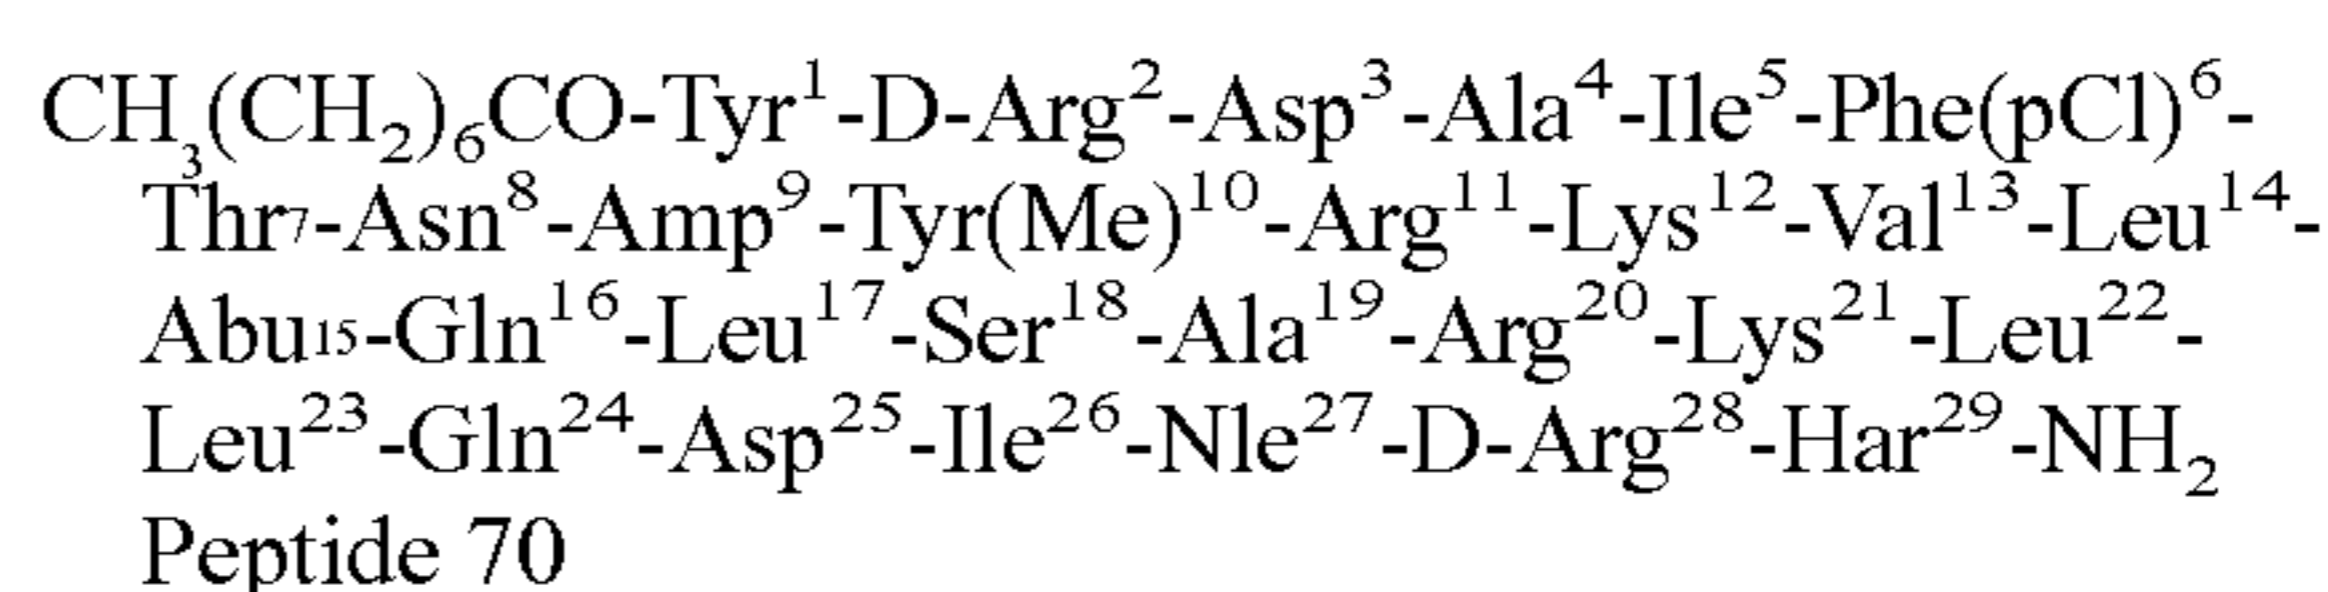 CH₃(CH₂)₆CO-Tyr¹-D-Arg²-Asp³-Ala⁴-Ile⁵-Phe(pCl)⁶-
Thr₇-Asn⁸-Amp⁹-Tyr(Me)¹⁰-Arg¹¹-Lys¹²-Val¹³-Leu¹⁴-
Abu₁₅-Gln¹⁶-Leu¹⁷-Ser¹⁸-Ala¹⁹-Arg²⁰-Lys²¹-Leu²²-
Leu²³-Gln²⁴-Asp²⁵-Ile²⁶-Nle²⁷-D-Arg²⁸-Har²⁹-NH₂
Peptide 70